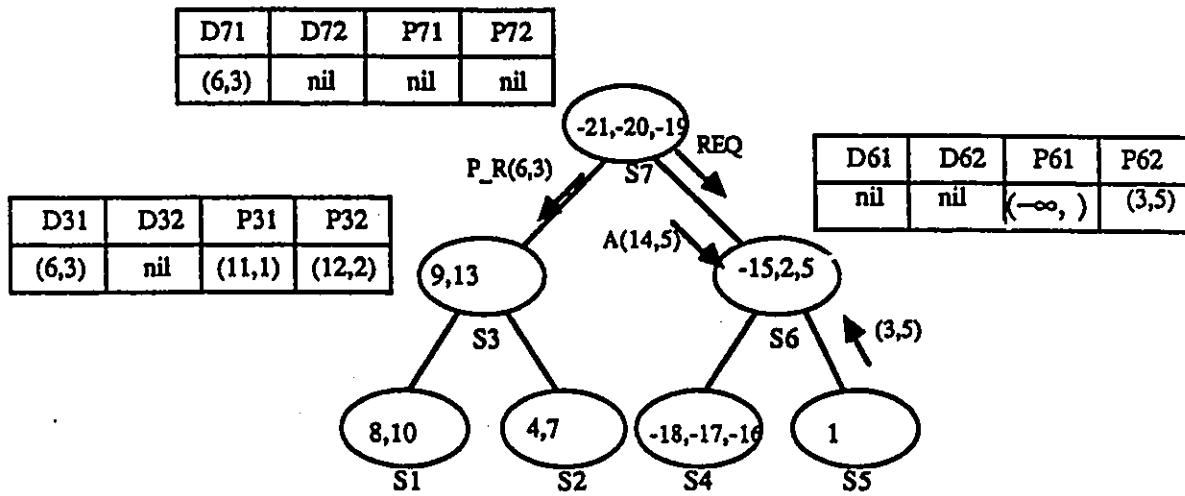 D71 D72 P71 P72
(6,3) nil nil nil
-21,-20,-19
S7
REQ
P_R(6,3)
D61 D62 P61 P62
nil nil (−∞, ) (3,5)
D31 D32 P31 P32
(6,3) nil (11,1) (12,2)
A(14,5)
9,13
S3
-15,2,5
S6
(3,5)
8,10
4,7
-18,-17,-16
1
S1 S2 S4 S5